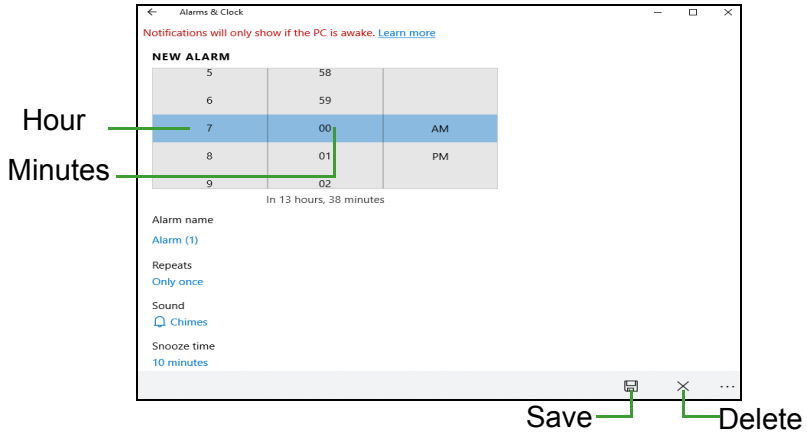 Alarms & Clock
Notifications will only show if the PC is awake. Learn more
NEW ALARM
5 58
6 59
Hour 7 00 AM
8 01 PM
Minutes
9 02
In 13 hours, 38 minutes
Alarm name
Alarm (1)
Repeats
Only once
Sound
Chimes
Snooze time
10 minutes
Save Delete